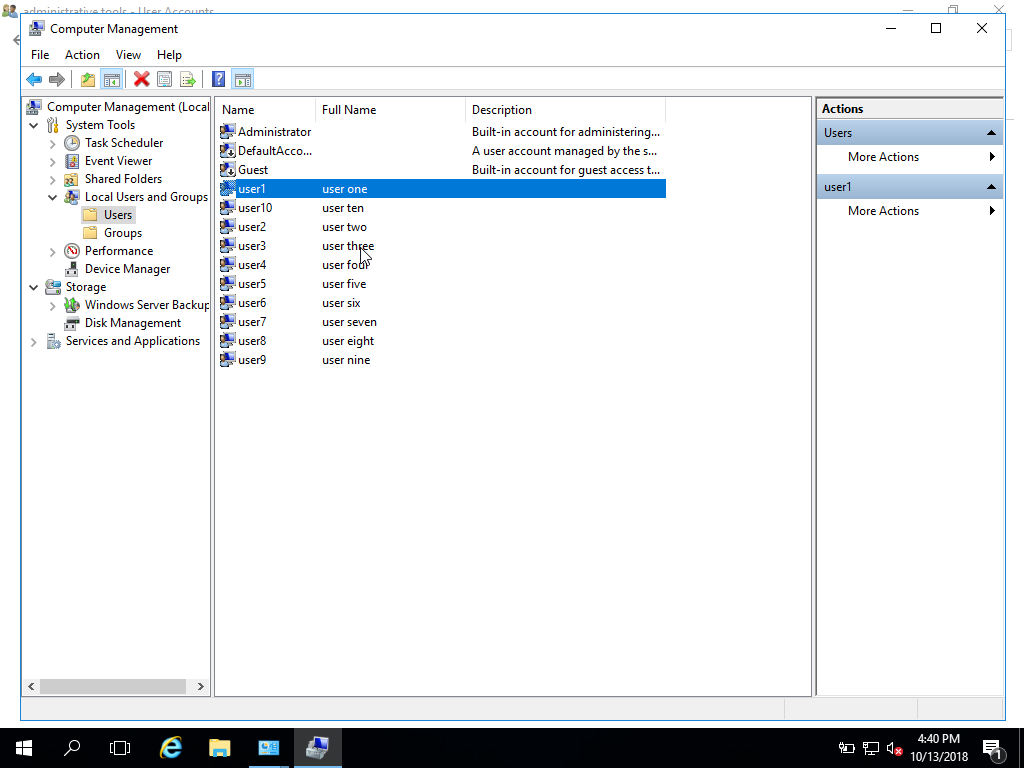 administrative tools - User Accounts
Computer Management
File Action View Help
Computer Management (Local
System Tools
Task Scheduler
Event Viewer
Shared Folders
Local Users and Groups
Users
Groups
Performance
Device Manager
Storage
Windows Server Backup
Disk Management
Services and Applications
Name Full Name Description
Administrator Built-in account for administering...
DefaultAcco... A user account managed by the s...
Guest Built-in account for guest access t...
user1 user one
user10 user ten
user2 user two
user3 user three
user4 user four
user5 user five
user6 user six
user7 user seven
user8 user eight
user9 user nine
Actions
Users
More Actions
user1
More Actions
4:40 PM
10/13/2018
1